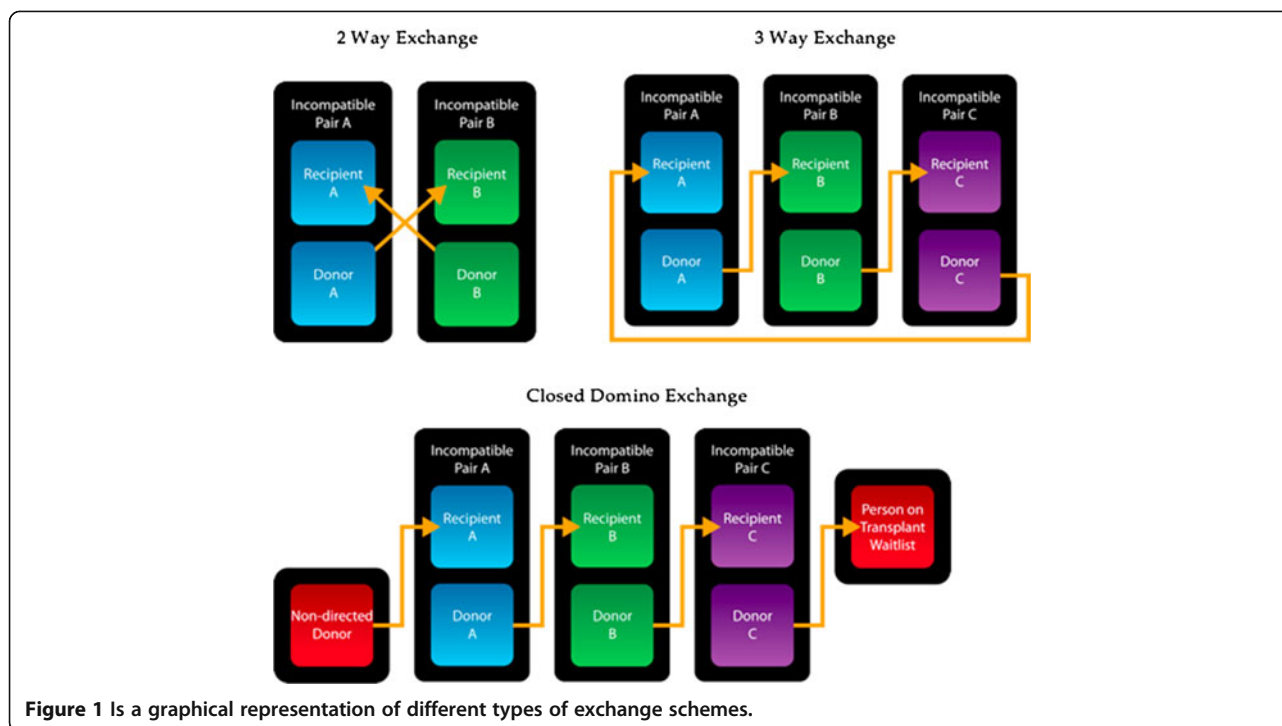 2 Way Exchange
Incompatible
Pair A
Recipient
A
Donor
A
Incompatible
Pair B
Recipient
B
Donor
B
3 Way Exchange
Incompatible
Pair A
Recipient
A
Donor
A
Incompatible
Pair B
Recipient
B
Donor
B
Incompatible
Pair C
Recipient
C
Donor
C
Closed Domino Exchange
Non-directed
Donor
Incompatible
Pair A
Recipient
A
Donor
A
Incompatible
Pair B
Recipient
B
Donor
B
Incompatible
Pair C
Recipient
C
Donor
C
Person on
Transplant
Waitlist
Figure 1 Is a graphical representation of different types of exchange schemes.